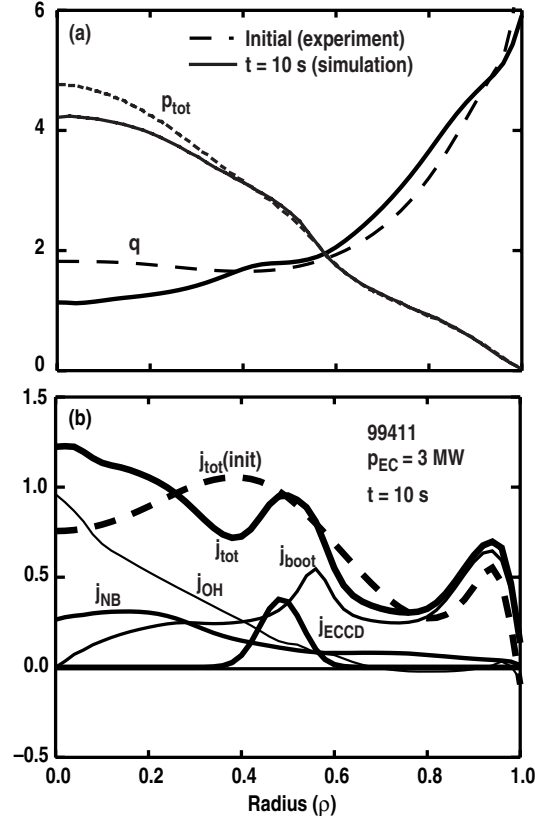 6
(a)
Initial (experiment)
t = 10 s (simulation)
p_tot
4
2
q
0
1.5
(b)
99411
p_EC = 3 MW
t = 10 s
j_tot(init)
1.0
j_tot
j_boot
j_OH
0.5
j_NB
j_ECCD
0.0
–0.5
0.0 0.2 0.4 0.6 0.8 1.0
Radius (ρ)